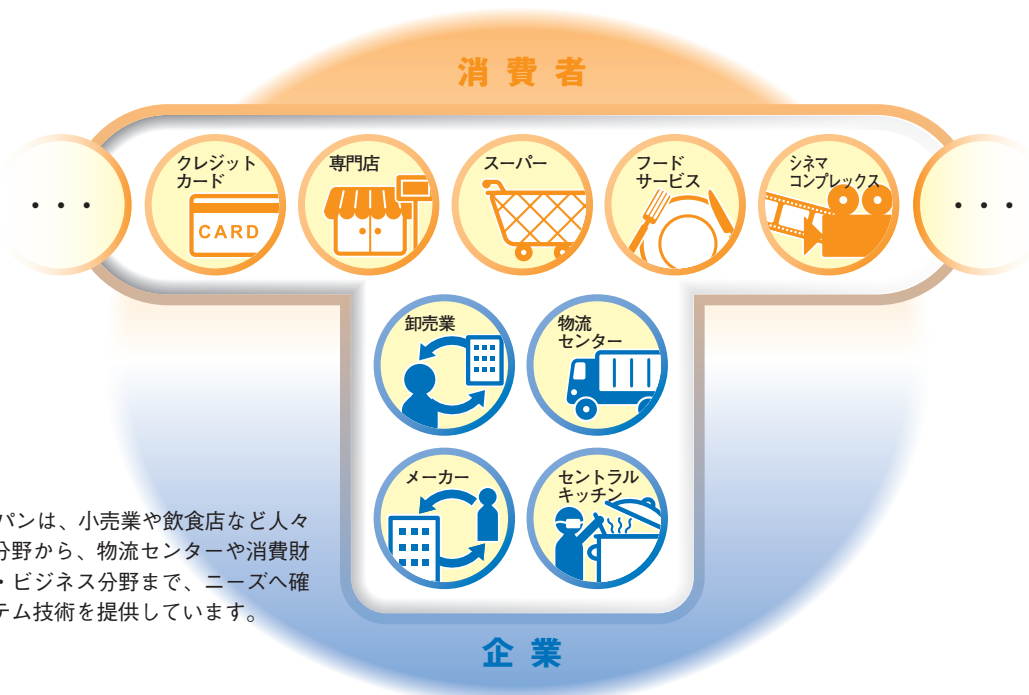 消費者
・・・
クレジット
カード
CARD
専門店
スーパー
フード
サービス
シネマ
コンプレックス
・・・
卸売業
物流
センター
メーカー
セントラル
キッチン
パンは、小売業や飲食店など人々
分野から、物流センターや消費財
・ビジネス分野まで、ニーズへ確
テム技術を提供しています。
企業